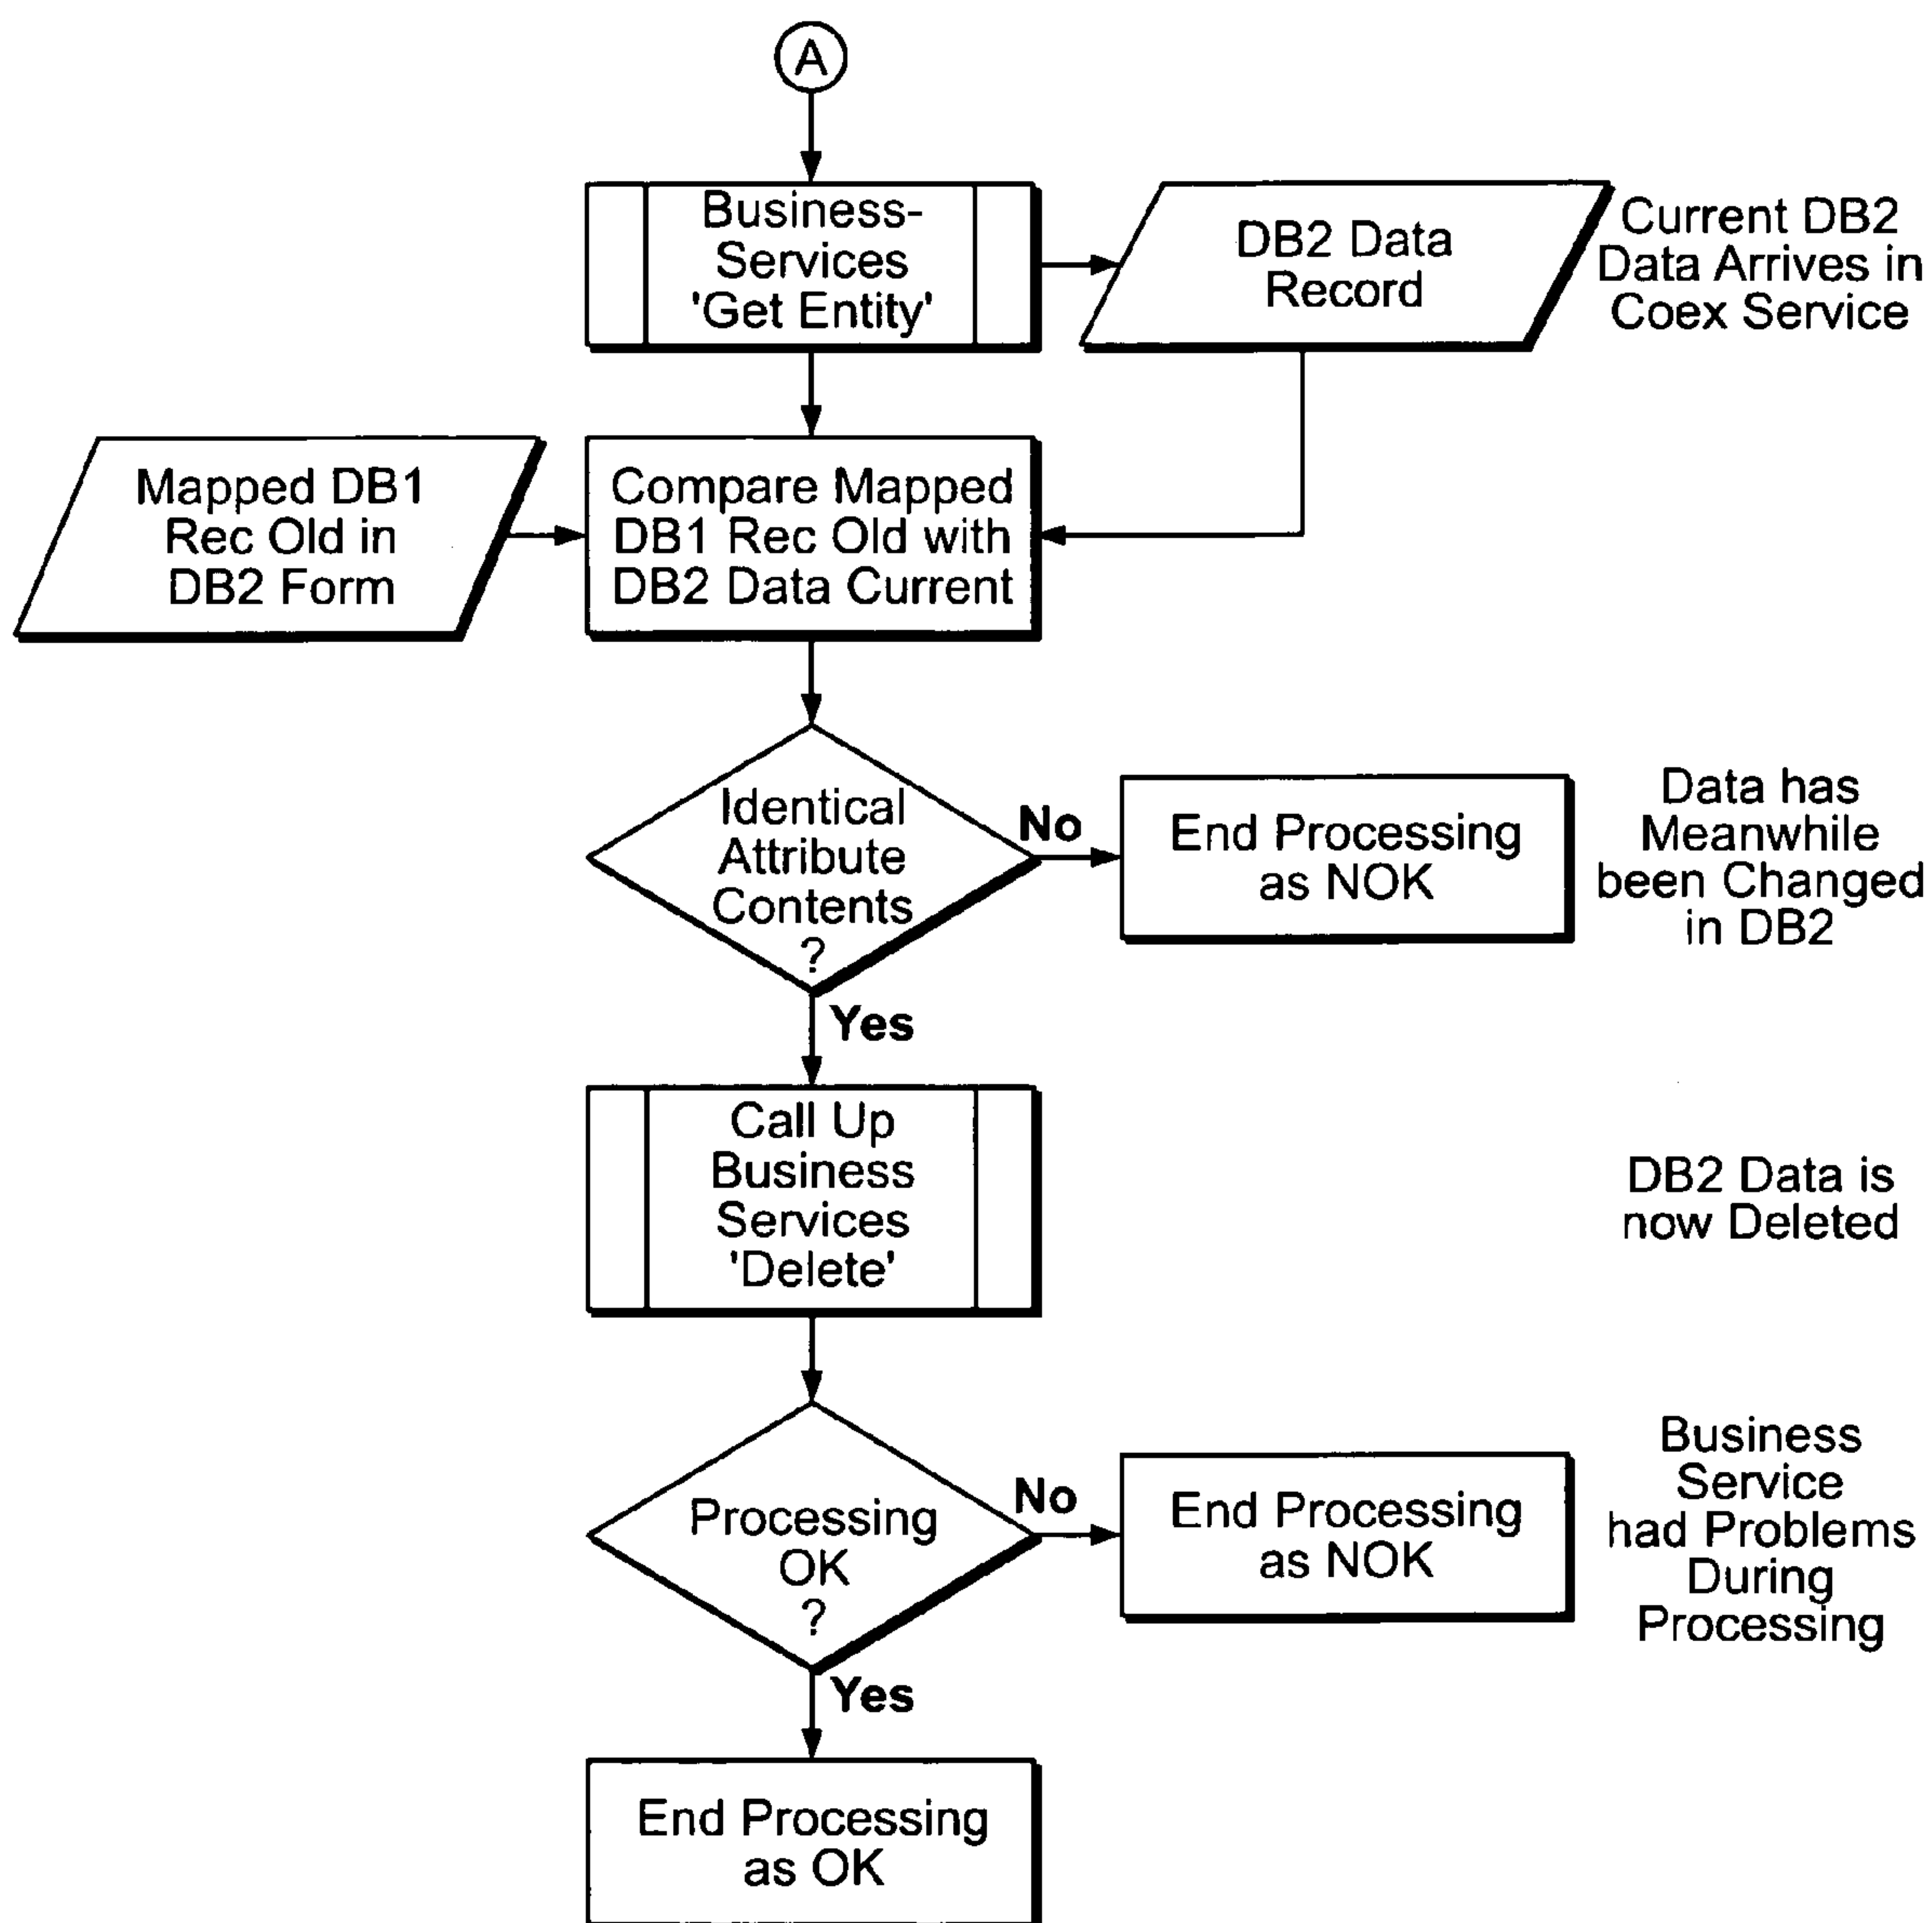 A
Business-
Services
'Get Entity'
DB2 Data
Record
Current DB2
Data Arrives in
Coex Service
Mapped DB1
Rec Old in
DB2 Form
Compare Mapped
DB1 Rec Old with
DB2 Data Current
Identical
Attribute
Contents
?
No
End Processing
as NOK
Data has
Meanwhile
been Changed
in DB2
Yes
Call Up
Business
Services
'Delete'
DB2 Data is
now Deleted
Processing
OK
?
No
End Processing
as NOK
Business
Service
had Problems
During
Processing
Yes
End Processing
as OK